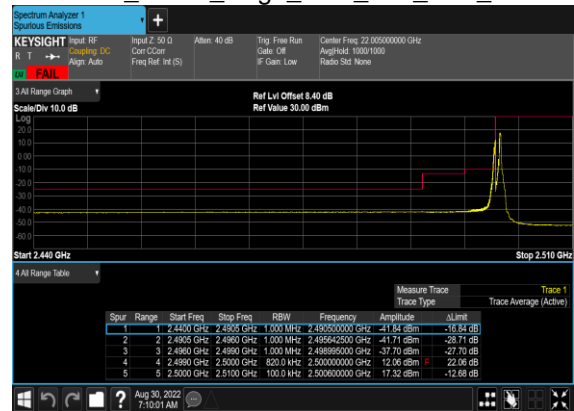 Spectrum Analyzer 1
Spurious Emissions
+
KEYSIGHT Input: RF Input Z: 50 Ω Atten: 40 dB Trig: Free Run Center Freq: 22.005000000 GHz
R T Coupling: DC Corr CCorr Gate: Off Avg|Hold: 1000/1000
Align: Auto Freq Ref: Int (S) IF Gain: Low Radio Std: None
FAIL
3 All Range Graph
Ref Lvl Offset 8.40 dB
Scale/Div 10.0 dB Ref Value 30.00 dBm
Log
20.0
10.0
0.00
-10.0
-20.0
-30.0
-40.0
-50.0
-60.0
Start 2.440 GHz Stop 2.510 GHz
4 All Range Table
Measure Trace Trace 1
Trace Type Trace Average (Active)
Spur Range Start Freq Stop Freq RBW Frequency Amplitude ΔLimit
1 1 2.4400 GHz 2.4905 GHz 1.000 MHz 2.490500000 GHz -41.84 dBm -16.84 dB
2 2 2.4905 GHz 2.4960 GHz 1.000 MHz 2.495642500 GHz -41.71 dBm -28.71 dB
3 3 2.4960 GHz 2.4990 GHz 1.000 MHz 2.498995000 GHz -37.70 dBm -27.70 dB
4 4 2.4990 GHz 2.5000 GHz 820.0 kHz 2.500000000 GHz 12.06 dBm F 22.06 dB
5 5 2.5000 GHz 2.5100 GHz 100.0 kHz 2.500600000 GHz 17.32 dBm -12.68 dB
? Aug 30, 2022
7:10:01 AM